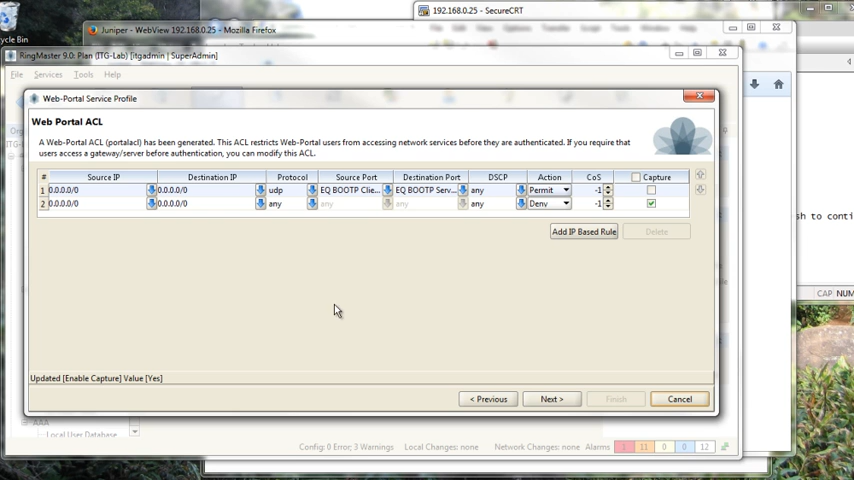 192.168.0.25 - SecureCRT
Juniper - WebView 192.168.0.25 - Mozilla Firefox
cycle Bin
RingMaster 9.0: Plan (ITG-Lab) [itgadmin | SuperAdmin]
File Services Tools Help
Web-Portal Service Profile
Web Portal ACL
A Web-Portal ACL (portalacl) has been generated. This ACL restricts Web-Portal users from accessing network services before they are authenticated. If you require that
users access a gateway/server before authentication, you can modify this ACL.
# Source IP Destination IP Protocol Source Port Destination Port DSCP Action CoS Capture
1 0.0.0.0/0 0.0.0.0/0 udp EQ BOOTP Clie... EQ BOOTP Serv... any Permit -1
2 0.0.0.0/0 0.0.0.0/0 any any any any Deny -1
sh to conti
Add IP Based Rule Delete
CAP NUM
Updated [Enable Capture] Value [Yes]
< Previous Next > Finish Cancel
AAA
Local User Database
Config: 0 Error; 3 Warnings Local Changes: none Network Changes: none Alarms 1 11 0 0 12